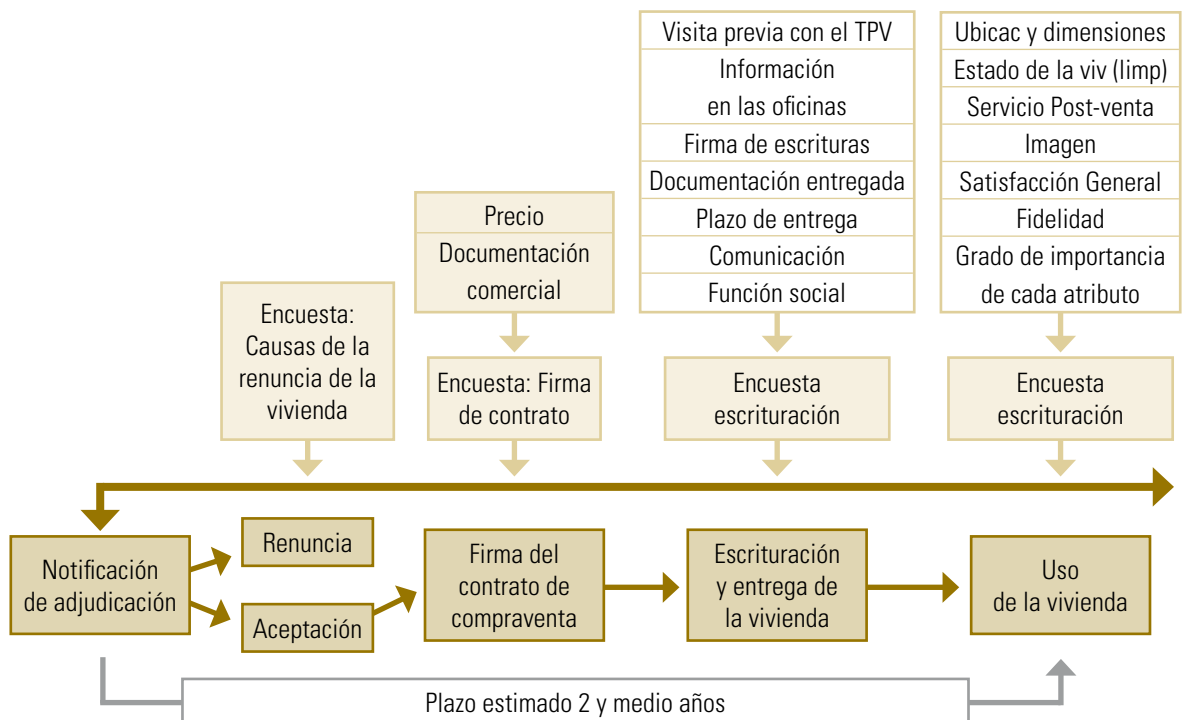 Visita previa con el TPV
Información
en las oficinas
Firma de escrituras
Documentación entregada
Plazo de entrega
Comunicación
Función social
Ubicac y dimensiones
Estado de la viv (limp)
Servicio Post-venta
Imagen
Satisfacción General
Fidelidad
Grado de importancia
de cada atributo
Precio
Documentación
comercial
Encuesta:
Causas de la
renuncia de la
vivienda
Encuesta: Firma
de contrato
Encuesta
escrituración
Encuesta
escrituración
Notificación
de adjudicación
Renuncia
Aceptación
Firma del
contrato de
compraventa
Escrituración
y entrega de
la vivienda
Uso
de la vivienda
Plazo estimado 2 y medio años